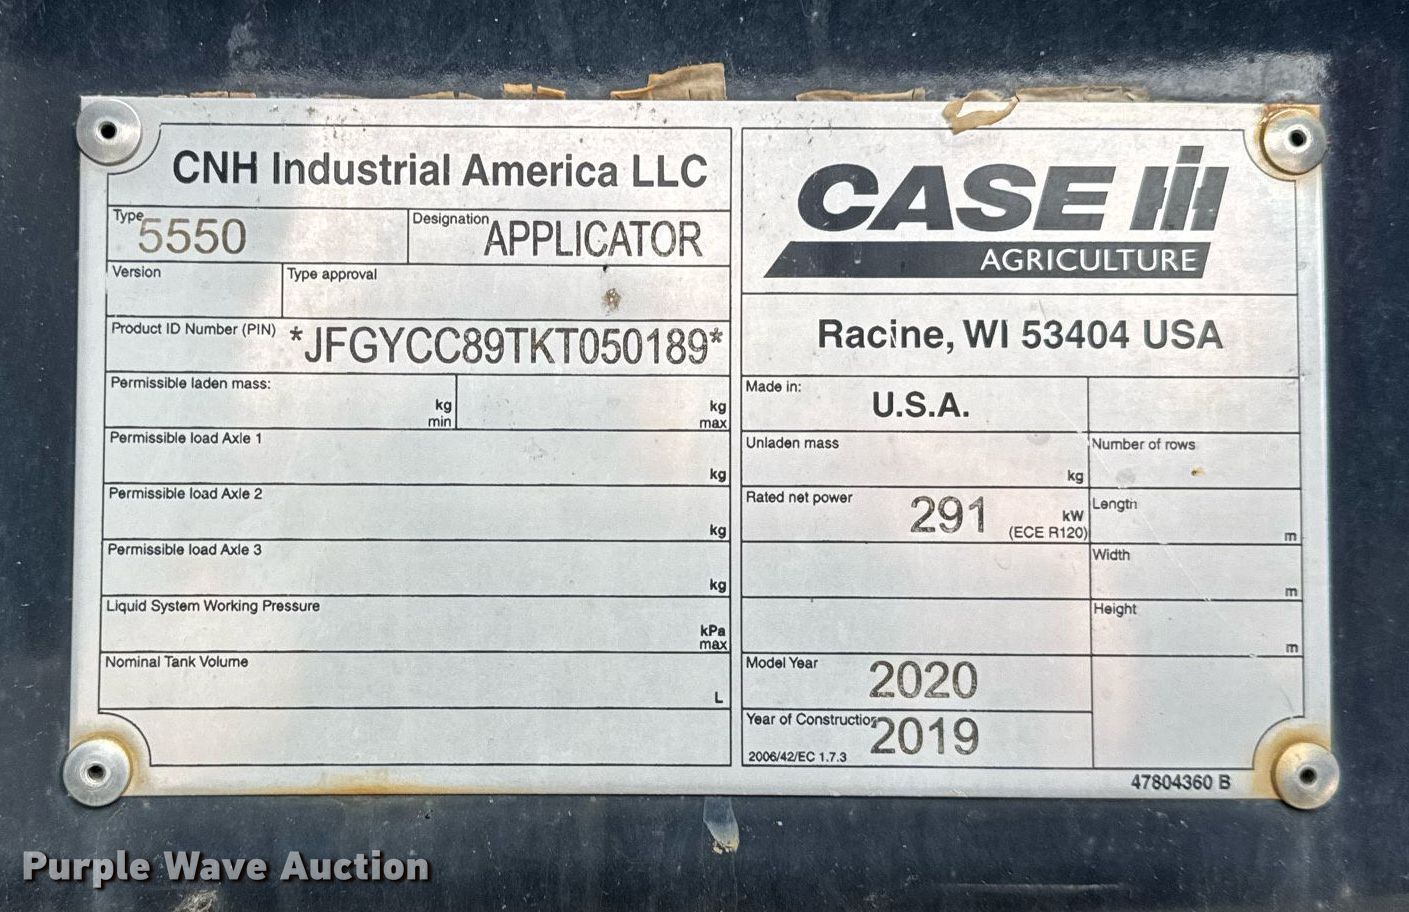 CNH Industrial America LLC
Type 5550
Designation APPLICATOR
Version
Type approval
Product ID Number (PIN) *JFGYCC89TKT050189*
Permissible laden mass:
kg min
kg max
Permissible load Axle 1
kg
Permissible load Axle 2
kg
Permissible load Axle 3
kg
Liquid System Working Pressure
kPa max
Nominal Tank Volume
L
CASE IH
AGRICULTURE
Racine, WI 53404 USA
Made in: U.S.A.
Unladen mass
kg
Number of rows
Rated net power 291 kW (ECE R120)
Length
m
Width
m
Height
m
Model Year 2020
Year of Construction 2019
2006/42/EC 1.7.3
47804360 B
Purple Wave Auction